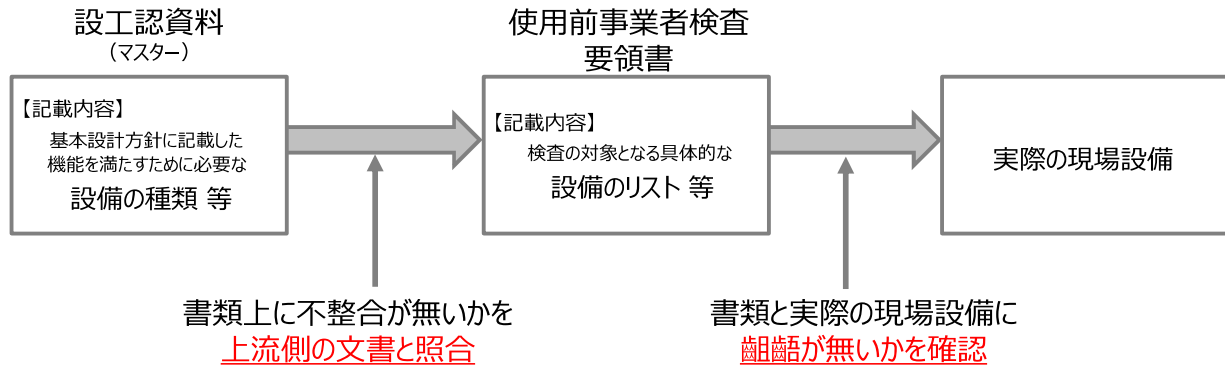 設工認資料
（マスター）
【記載内容】
基本設計方針に記載した
機能を満たすために必要な
設備の種類 等
使用前事業者検査
要領書
【記載内容】
検査の対象となる具体的な
設備のリスト 等
実際の現場設備
書類上に不整合が無いかを
上流側の文書と照合
書類と実際の現場設備に
齟齬が無いかを確認